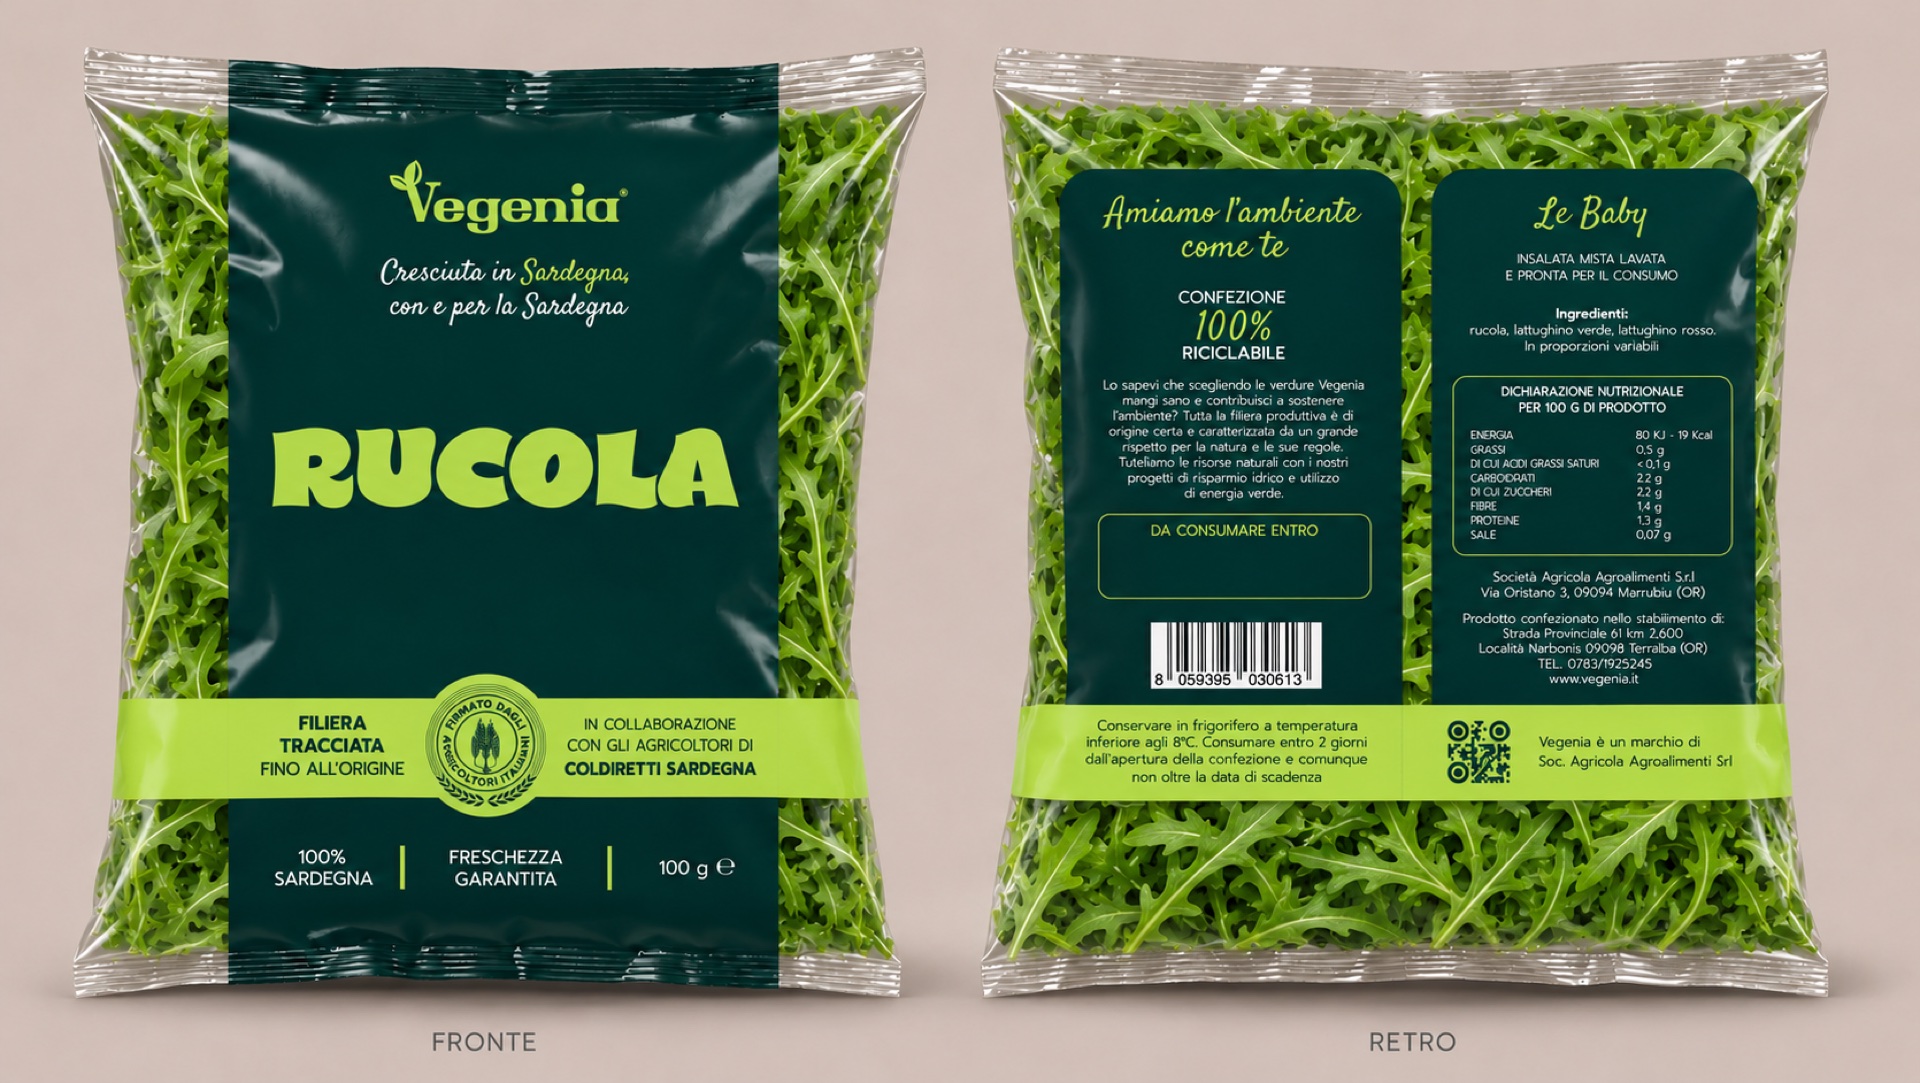 Vegenia®
Cresciuta in Sardegna,
con e per la Sardegna
RUCOLA
FILIERA
TRACCIATA
FINO ALL'ORIGINE
FIRMATO DAGLI
AGRICOLTORI ITALIANI
IN COLLABORAZIONE
CON GLI AGRICOLTORI DI
COLDIRETTI SARDEGNA
100%
SARDEGNA
FRESCHEZZA
GARANTITA
100 g ℮
FRONTE
Amiamo l'ambiente
come te
CONFEZIONE
100%
RICICLABILE
Lo sapevi che scegliendo le verdure Vegenia
mangi sano e contribuisci a sostenere
l'ambiente? Tutta la filiera produttiva è di
origine certa e caratterizzata da un grande
rispetto per la natura e le sue regole.
Tuteliamo le risorse naturali con i nostri
progetti di risparmio idrico e utilizzo
di energia verde.
DA CONSUMARE ENTRO
8 059395 030613
Conservare in frigorifero a temperatura
inferiore agli 8°C. Consumare entro 2 giorni
dall'apertura della confezione e comunque
non oltre la data di scadenza
Le Baby
INSALATA MISTA LAVATA
E PRONTA PER IL CONSUMO
Ingredienti:
rucola, lattughino verde, lattughino rosso.
In proporzioni variabili
DICHIARAZIONE NUTRIZIONALE
PER 100 G DI PRODOTTO
ENERGIA 80 KJ - 19 Kcal
GRASSI 0,5 g
DI CUI ACIDI GRASSI SATURI <0,1 g
CARBOIDRATI 2,2 g
DI CUI ZUCCHERI 2,2 g
FIBRE 1,4 g
PROTEINE 1,3 g
SALE 0,07 g
Società Agricola Agroalimenti S.r.l
Via Oristano 3, 09094 Marrubiu (OR)
Prodotto confezionato nello stabilimento di:
Strada Provinciale 61 km 2,600
Località Narbonis 09098 Terralba (OR)
TEL. 0783/1925245
www.vegenia.it
Vegenia è un marchio di
Soc. Agricola Agroalimenti Srl
RETRO